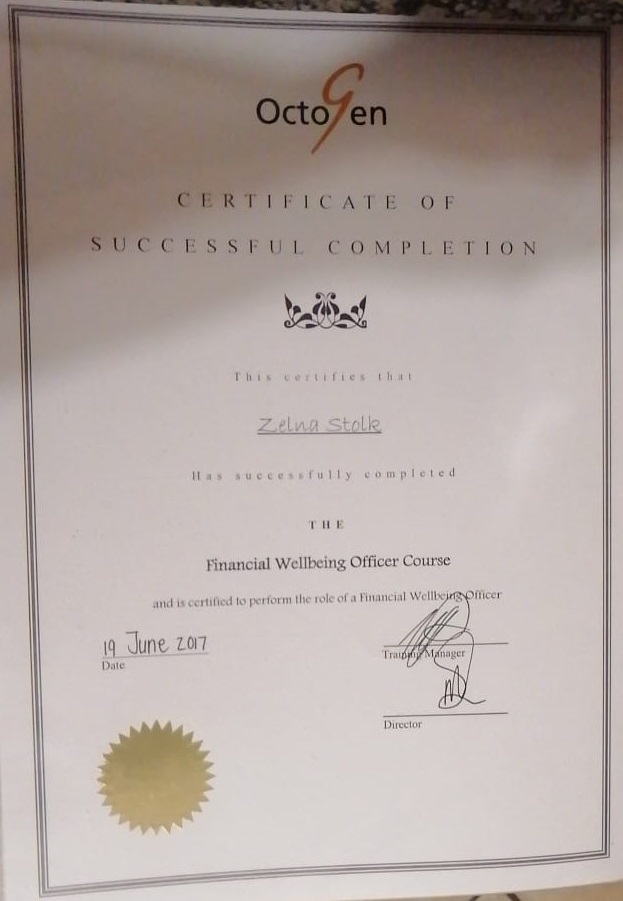 OctoGen
CERTIFICATE OF
SUCCESSFUL COMPLETION
This certifies that
Zelna Stolk
Has successfully completed
THE
Financial Wellbeing Officer Course
and is certified to perform the role of a Financial Wellbeing Officer
19 June 2017
Date
Training Manager
Director